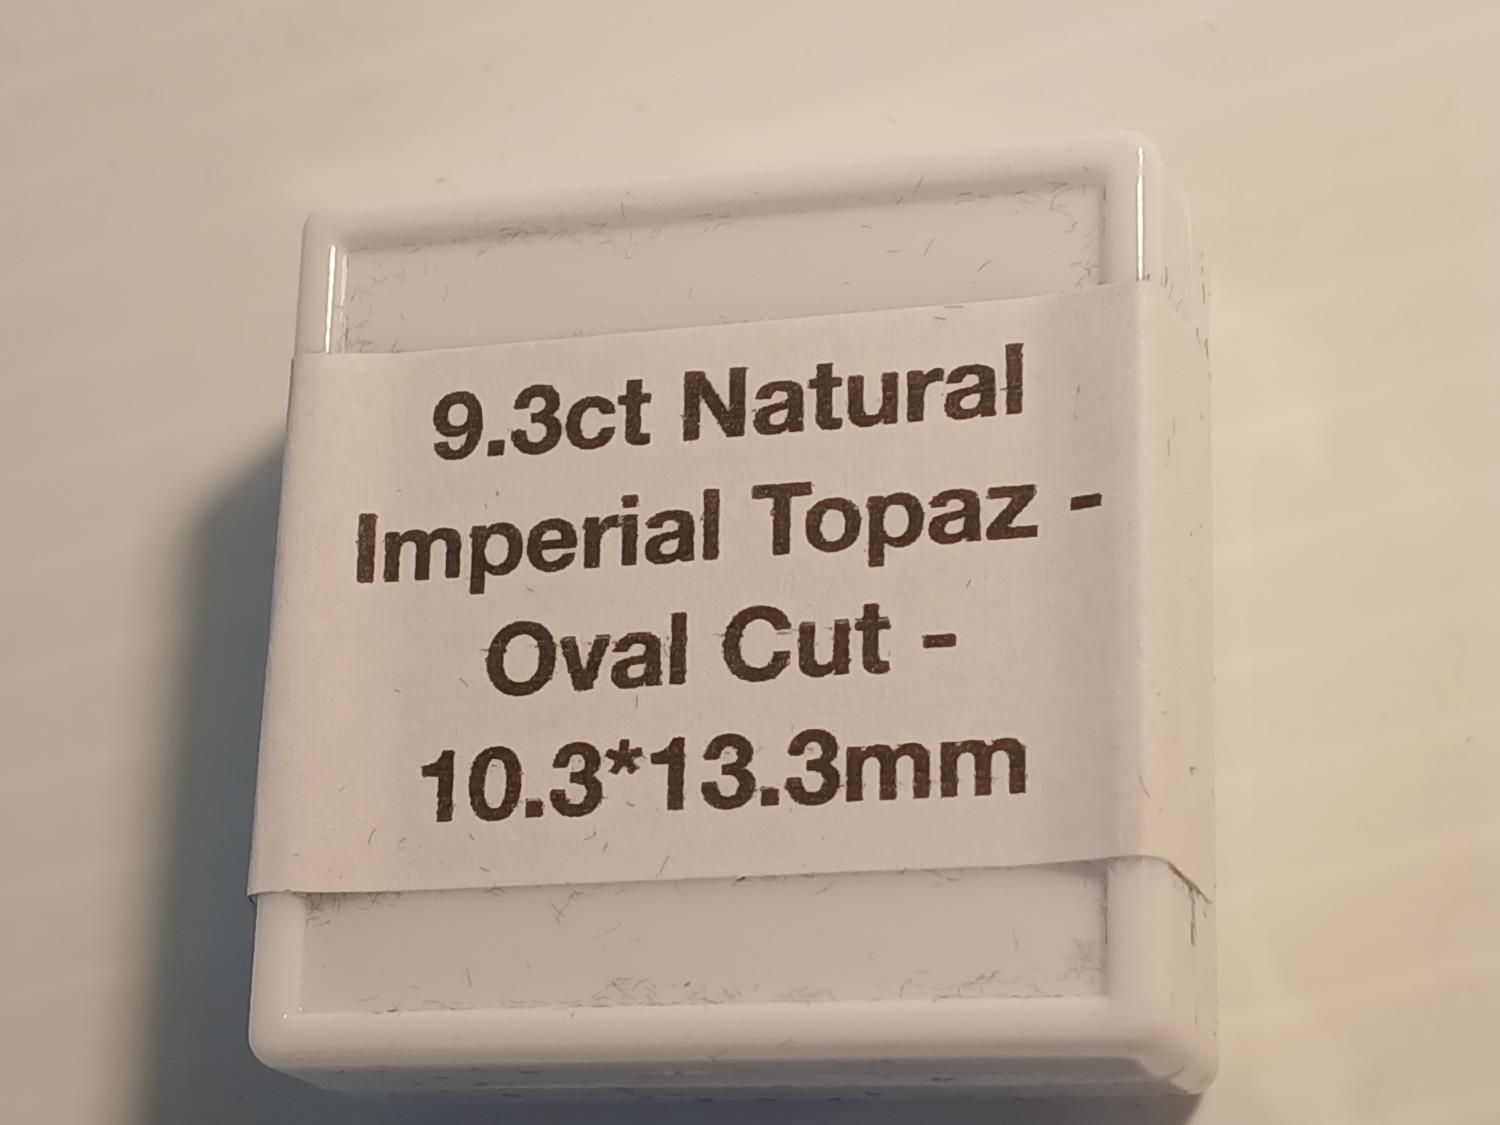 9.3ct Natural
Imperial Topaz -
Oval Cut -
10.3*13.3mm